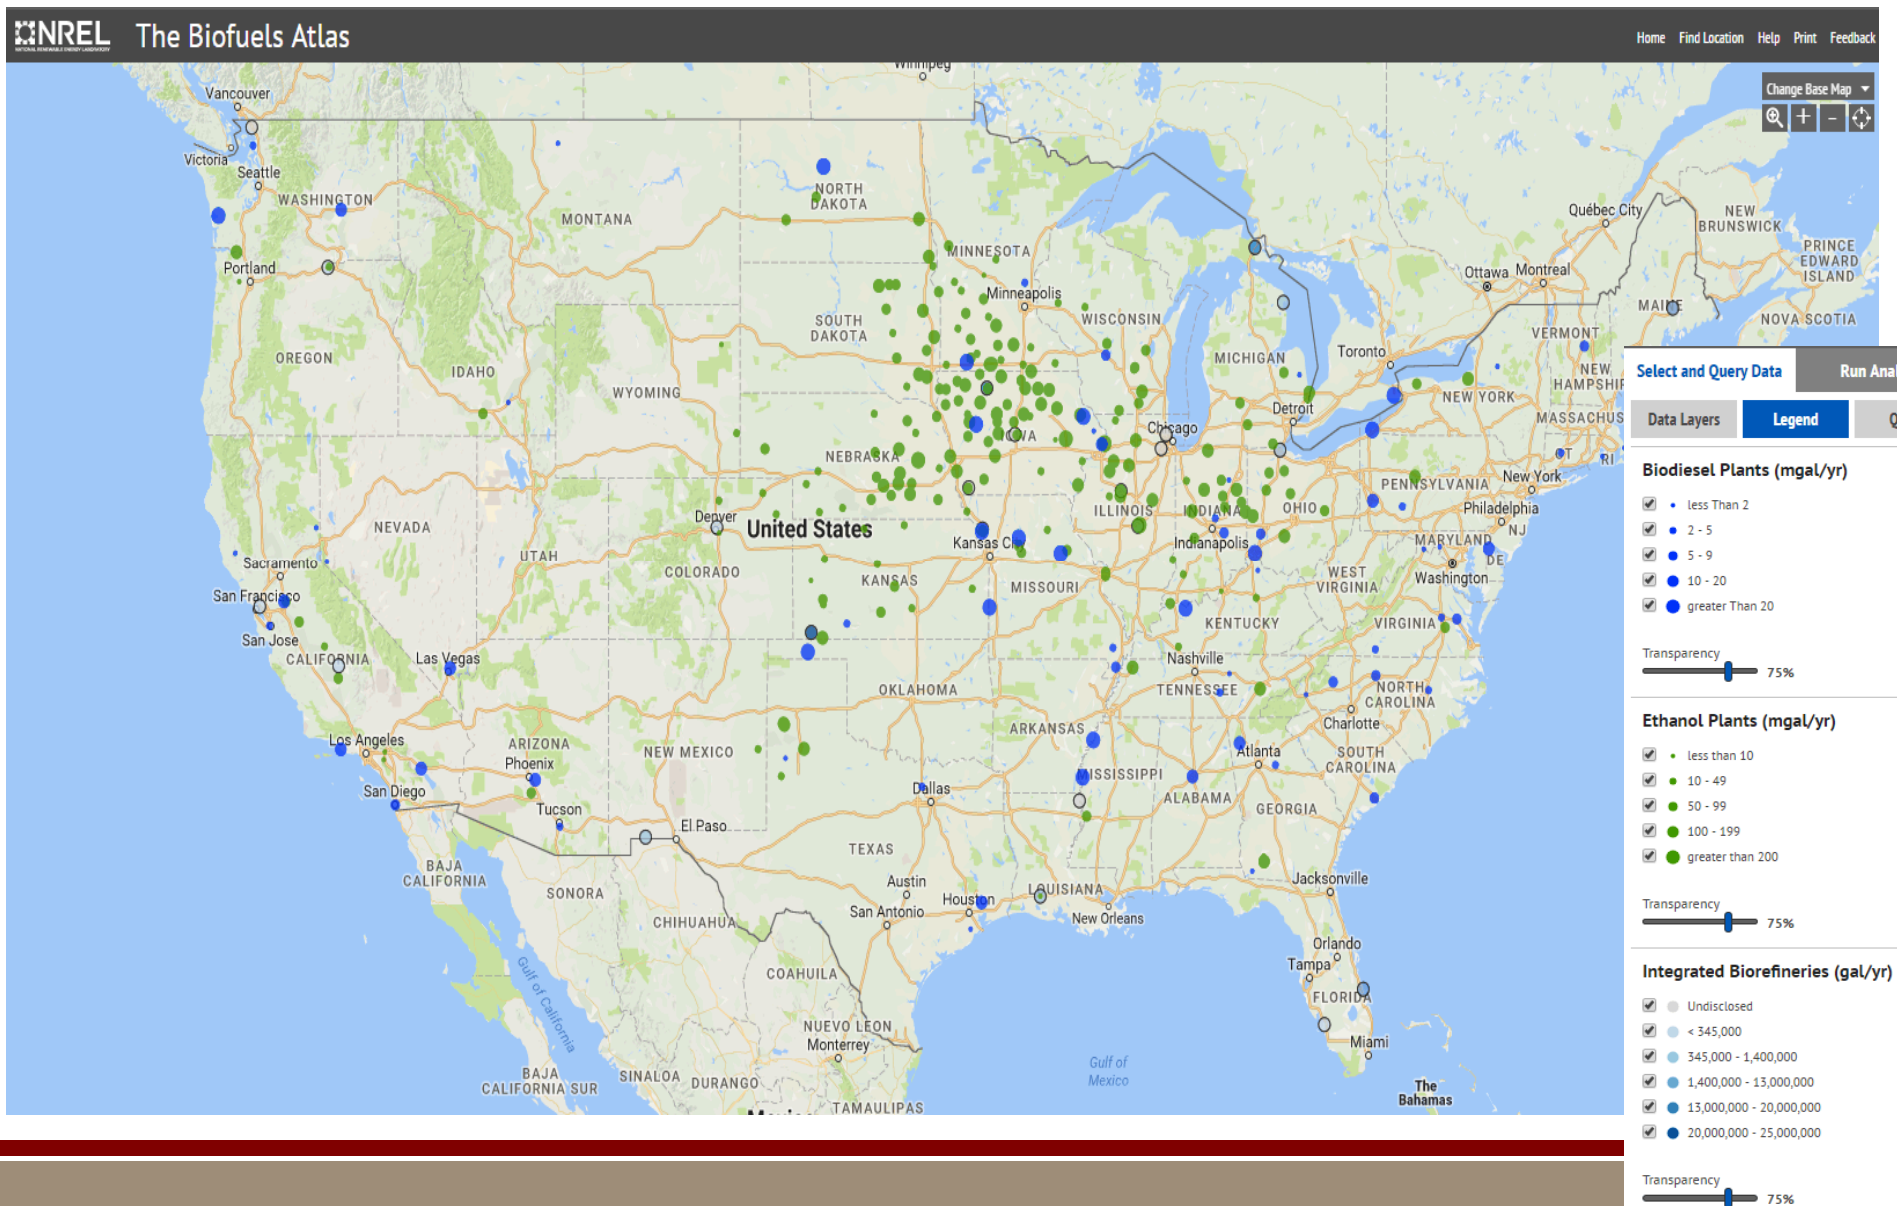 NREL
NATIONAL RENEWABLE ENERGY LABORATORY
The Biofuels Atlas
Home Find Location Help Print Feedback
Change Base Map
Winnipeg
Vancouver
Victoria
Seattle
WASHINGTON
MONTANA
NORTH
DAKOTA
MINNESOTA
Minneapolis
Québec City
NEW
BRUNSWICK
PRINCE
EDWARD
ISLAND
Ottawa Montreal
MAINE
NOVA SCOTIA
VERMONT
Portland
SOUTH
DAKOTA
WISCONSIN
MICHIGAN
Toronto
OREGON
IDAHO
WYOMING
NEW
HAMPSHIR
NEW YORK
MASSACHUS
Detroit
Chicago
IOWA
NEBRASKA
CT
RI
PENNSYLVANIA
New York
Philadelphia
NJ
ILLINOIS
INDIANA
OHIO
NEVADA
Denver
United States
Kansas City
Indianapolis
MARYLAND
DE
Washington
UTAH
COLORADO
KANSAS
MISSOURI
WEST
VIRGINIA
Sacramento
San Francisco
San Jose
CALIFORNIA
Las Vegas
KENTUCKY
VIRGINIA
Nashville
TENNESSEE
NORTH
CAROLINA
Charlotte
OKLAHOMA
ARKANSAS
Los Angeles
ARIZONA
Phoenix
NEW MEXICO
Atlanta
SOUTH
CAROLINA
San Diego
Tucson
Dallas
MISSISSIPPI
ALABAMA
GEORGIA
El Paso
BAJA
CALIFORNIA
SONORA
TEXAS
Austin
San Antonio
Houston
LOUISIANA
New Orleans
Jacksonville
CHIHUAHUA
COAHUILA
Orlando
Tampa
FLORIDA
Gulf of California
NUEVO LEON
Monterrey
Miami
Gulf of
Mexico
BAJA
CALIFORNIA SUR
SINALOA
DURANGO
TAMAULIPAS
Mexico
The
Bahamas
Select and Query Data Run Anal
Data Layers Legend Q
Biodiesel Plants (mgal/yr)
less Than 2
2 - 5
5 - 9
10 - 20
greater Than 20
Transparency
75%
Ethanol Plants (mgal/yr)
less than 10
10 - 49
50 - 99
100 - 199
greater than 200
Transparency
75%
Integrated Biorefineries (gal/yr)
Undisclosed
< 345,000
345,000 - 1,400,000
1,400,000 - 13,000,000
13,000,000 - 20,000,000
20,000,000 - 25,000,000
Transparency
75%